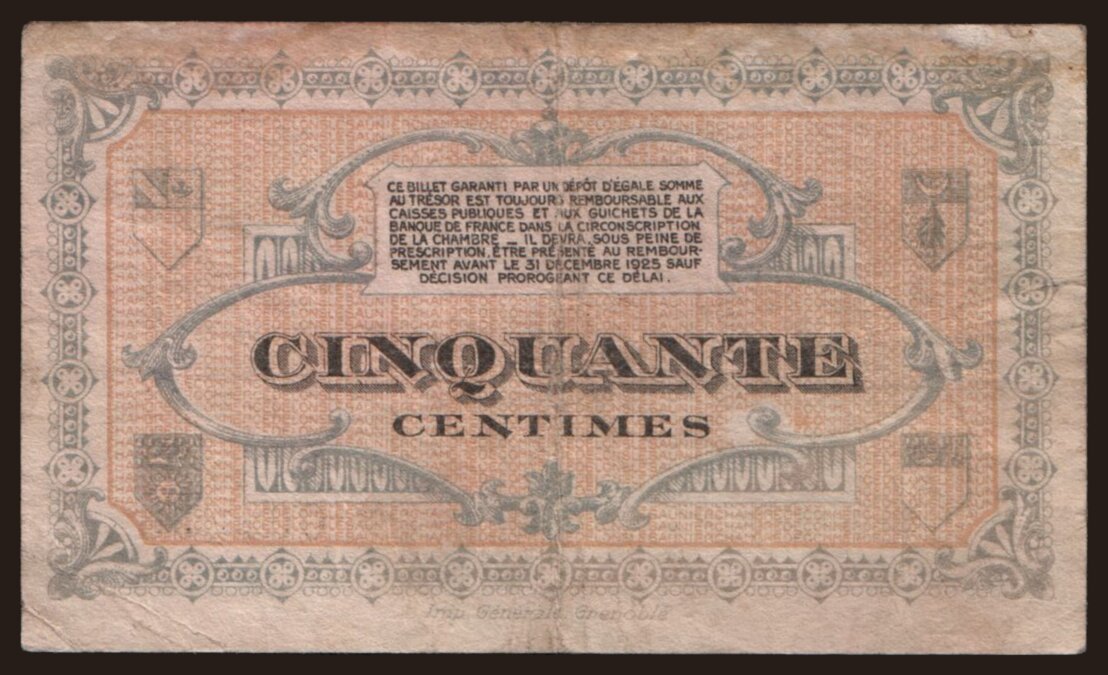 CE BILLET GARANTI PAR UN DÉPÔT D'ÉGALE SOMME
AU TRÉSOR EST TOUJOURS REMBOURSABLE AUX
CAISSES PUBLIQUES ET AUX GUICHETS DE LA
BANQUE DE FRANCE DANS LA CIRCONSCRIPTION
DE LA CHAMBRE _ IL DEVRA, SOUS PEINE DE
PRESCRIPTION, ÊTRE PRÉSENTÉ AU REMBOUR-
SEMENT AVANT LE 31 DÉCEMBRE 1925 SAUF
DÉCISION PROROGEANT CE DÉLAI.
CINQUANTE
CENTIMES
Imp. Générale, Grenoble